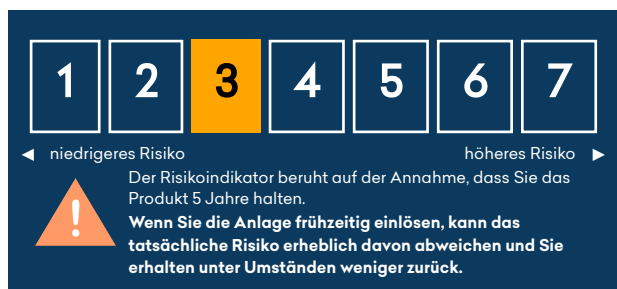 1 2 3 4 5 6 7
◄ niedrigeres Risiko höheres Risiko ►
Der Risikoindikator beruht auf der Annahme, dass Sie das
Produkt 5 Jahre halten.
Wenn Sie die Anlage frühzeitig einlösen, kann das
tatsächliche Risiko erheblich davon abweichen und Sie
erhalten unter Umständen weniger zurück.
!